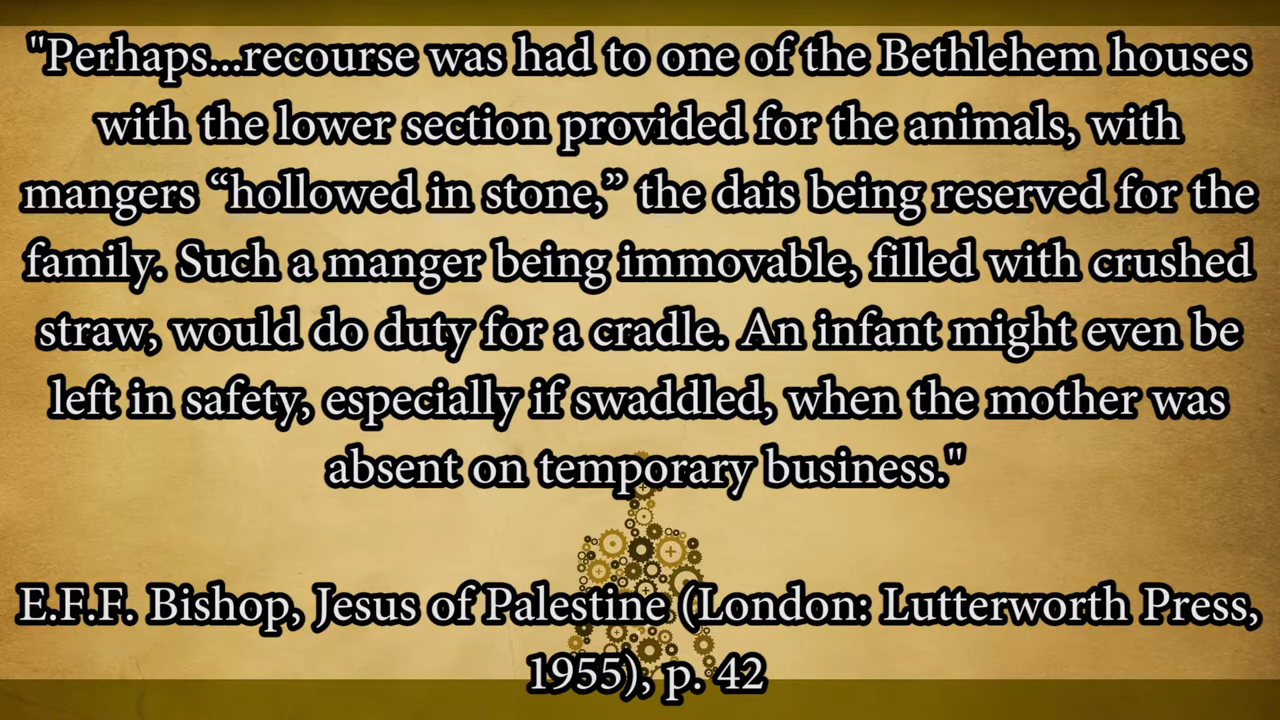 "Perhaps...recourse was had to one of the Bethlehem houses
with the lower section provided for the animals, with
mangers “hollowed in stone,” the dais being reserved for the
family. Such a manger being immovable, filled with crushed
straw, would do duty for a cradle. An infant might even be
left in safety, especially if swaddled, when the mother was
absent on temporary business."
E.F.F. Bishop, Jesus of Palestine (London: Lutterworth Press,
1955), p. 42